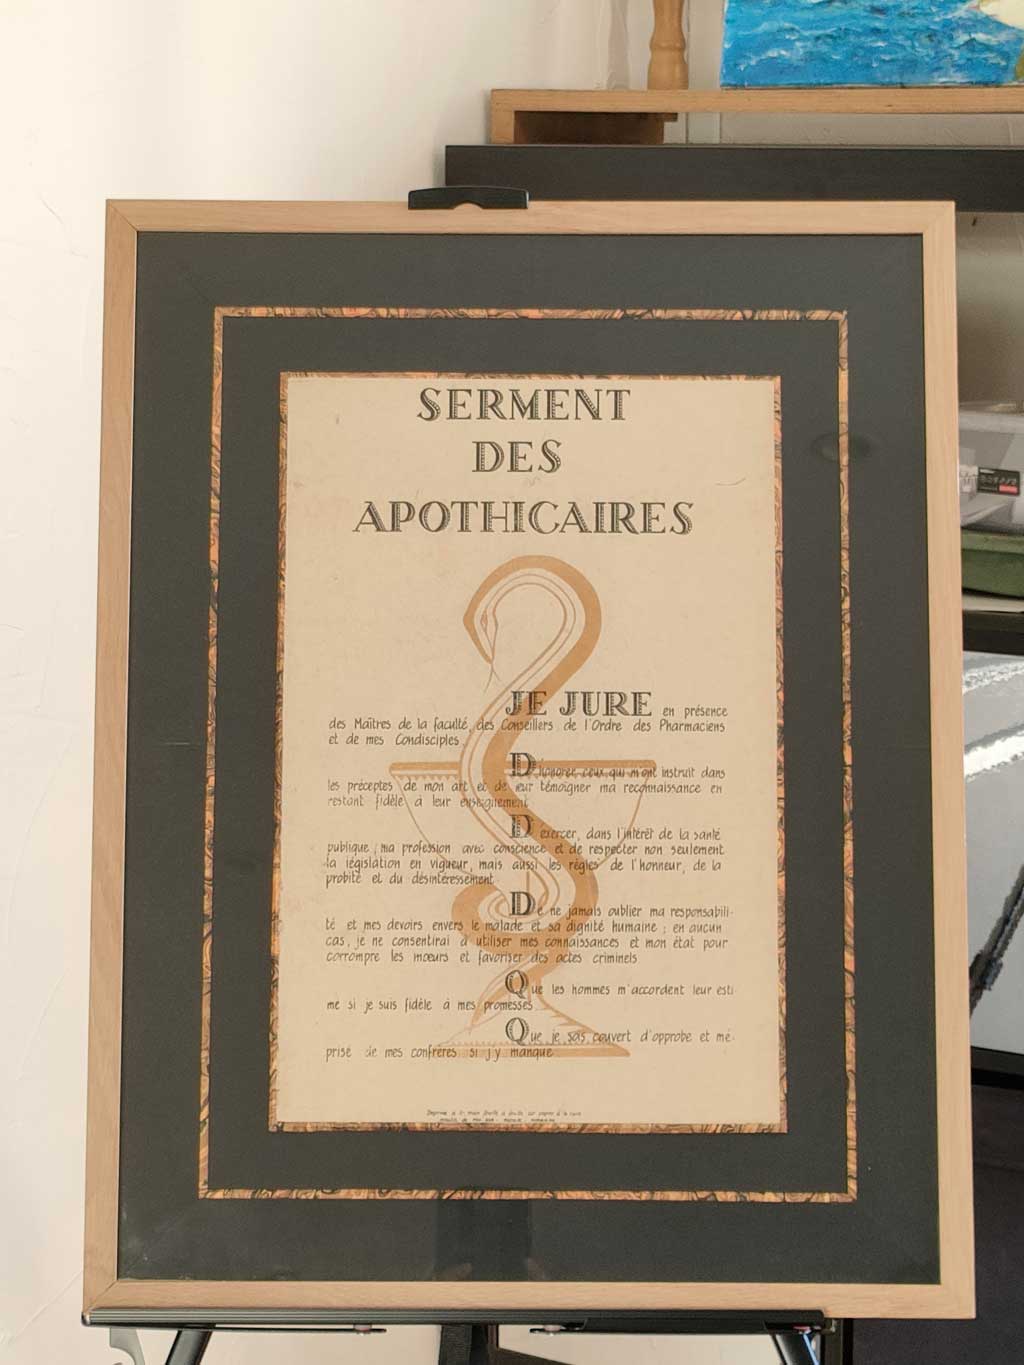 SERMENT
DES
APOTHICAIRES
JE JURE en présence
des Maîtres de la faculté, des Conseillers de l'Ordre des Pharmaciens
et de mes Condisciples.
D'honorer ceux qui m'ont instruit dans
les préceptes de mon art et de leur témoigner ma reconnaissance en
restant fidèle à leur enseignement
D'exercer, dans l'intérêt de la santé
publique, ma profession avec conscience et de respecter non seulement
la législation en vigueur, mais aussi les règles de l'honneur, de la
probité et du désintéressement.
De ne jamais oublier ma responsabili-
té et mes devoirs envers le malade et sa dignité humaine ; en aucun
cas, je ne consentirai à utiliser mes connaissances et mon état pour
corrompre les mœurs et favoriser des actes criminels
Que les hommes m'accordent leur esti
me si je suis fidèle à mes promesses.
Que je sois couvert d'opprobe et mé-
prisé de mes confrères si j'y manque